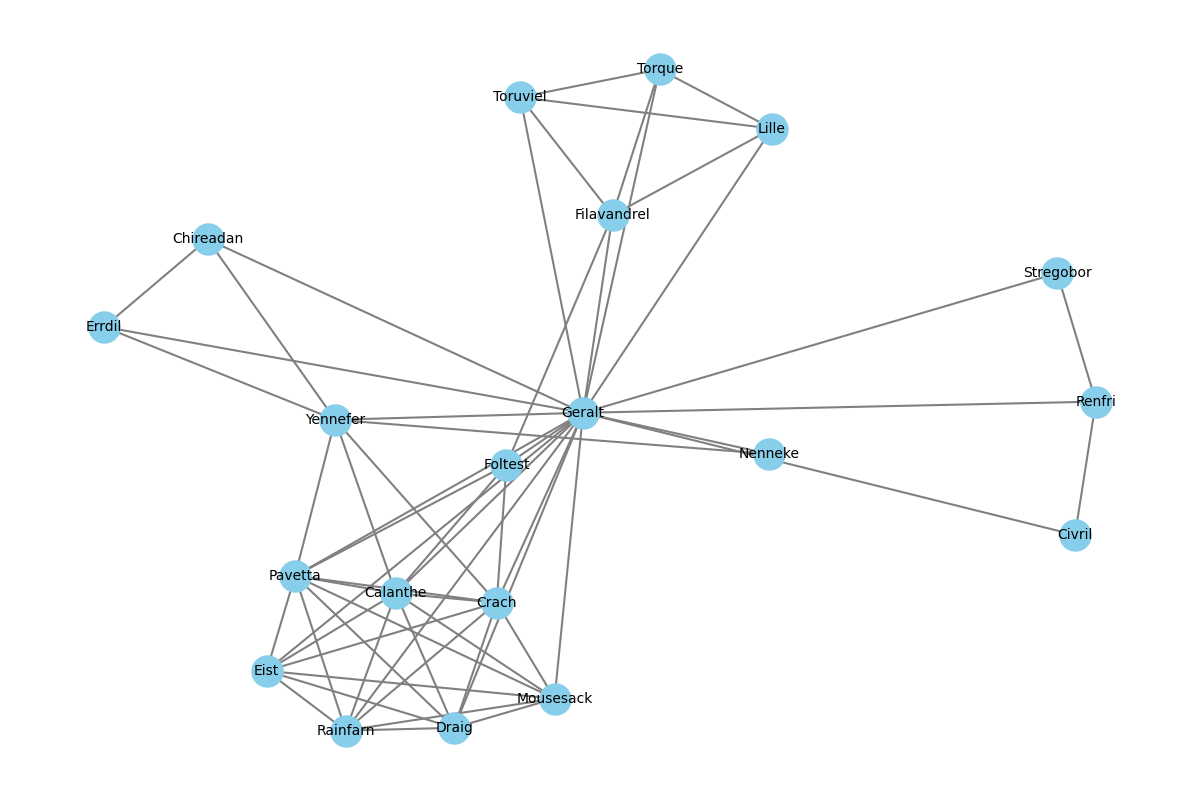 Torque
Toruviel
Lille
Filavandrel
Chireadan
Stregobor
Errdil
Renfri
Geralt
Yennefer
Nenneke
Foltest
Civril
Pavetta
Calanthe
Crach
Eist
Mousesack
Draig
Rainfarn